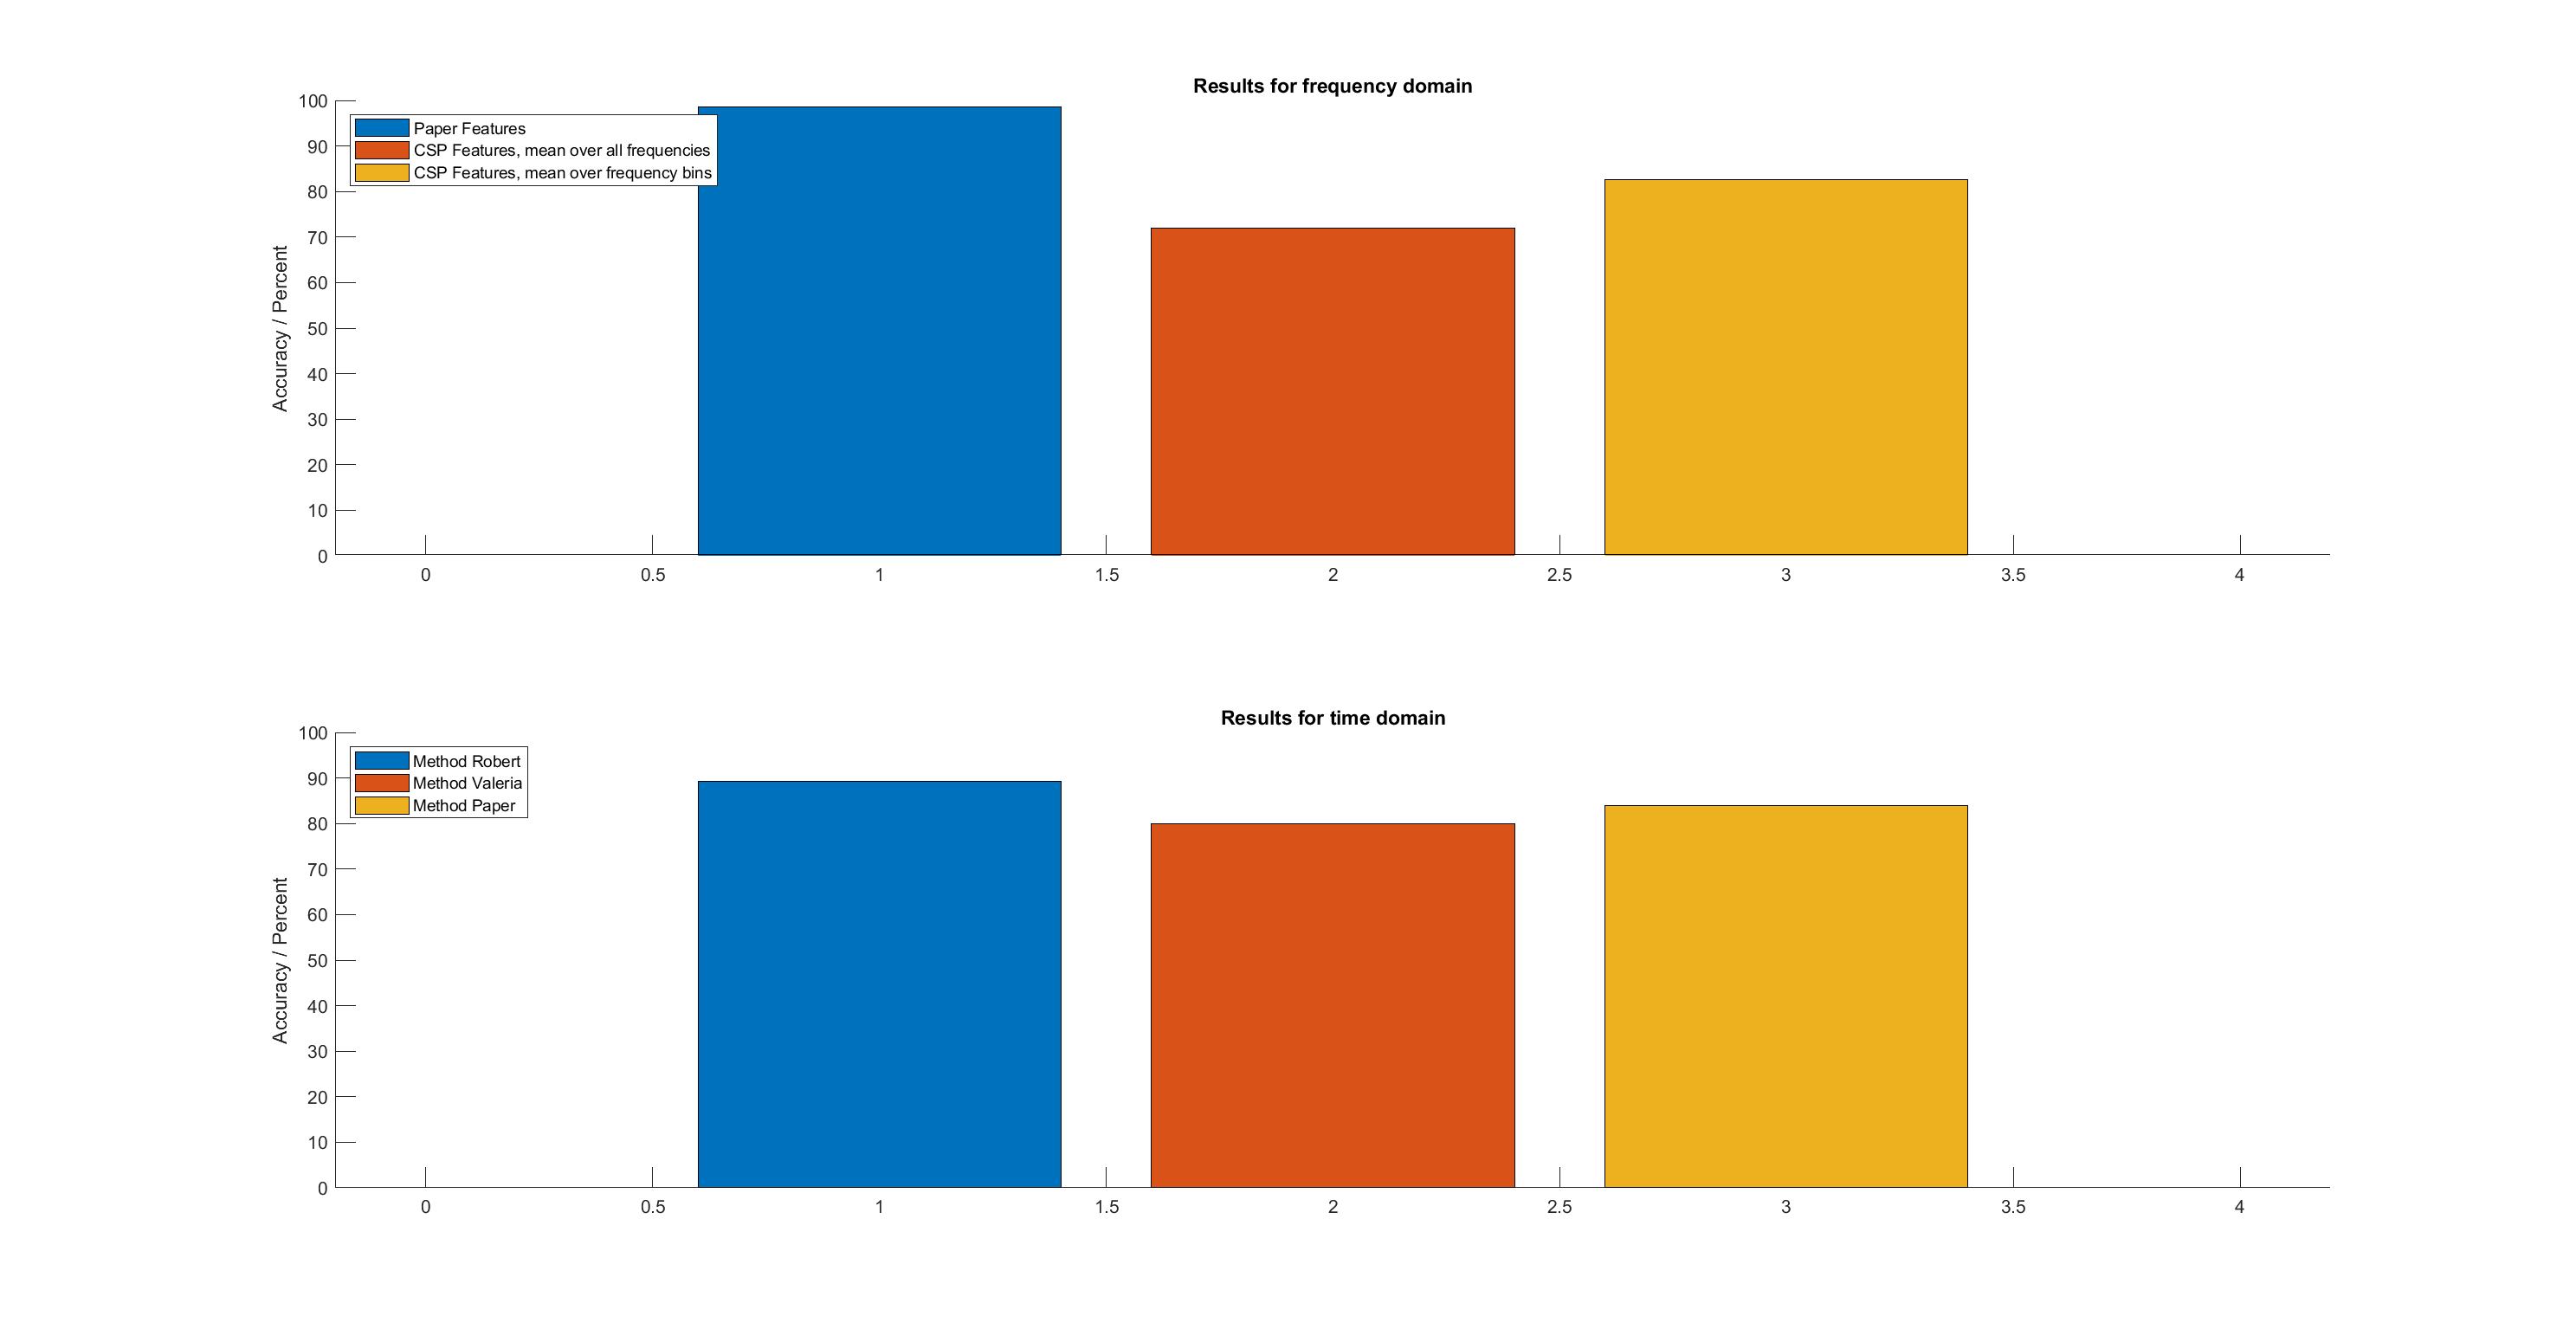 Results for frequency domain
100
90
80
70
60
50
40
30
20
10
0
Accuracy / Percent
Paper Features
CSP Features, mean over all frequencies
CSP Features, mean over frequency bins
0 0.5 1 1.5 2 2.5 3 3.5 4
Results for time domain
100
90
80
70
60
50
40
30
20
10
0
Accuracy / Percent
Method Robert
Method Valeria
Method Paper
0 0.5 1 1.5 2 2.5 3 3.5 4